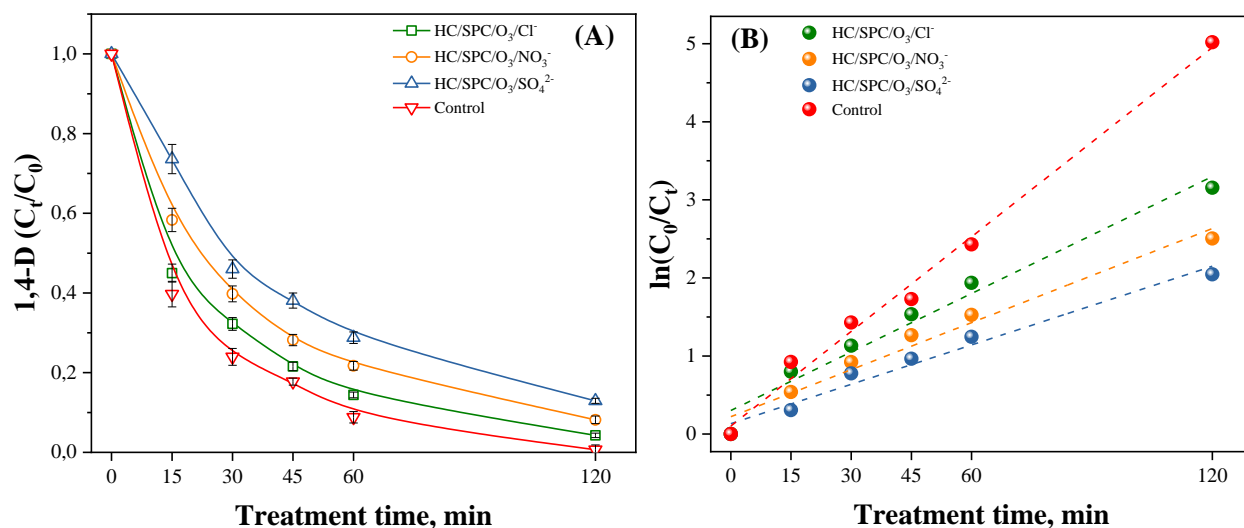 (A)
HC/SPC/O₃/Cl⁻
HC/SPC/O₃/NO₃⁻
HC/SPC/O₃/SO₄²⁻
Control
1,4-D (Cₜ/C₀)
1,0
0,8
0,6
0,4
0,2
0,0
0 15 30 45 60 120
Treatment time, min
(B)
HC/SPC/O₃/Cl⁻
HC/SPC/O₃/NO₃⁻
HC/SPC/O₃/SO₄²⁻
Control
ln(C₀/Cₜ)
5
4
3
2
1
0
0 15 30 45 60 120
Treatment time, min